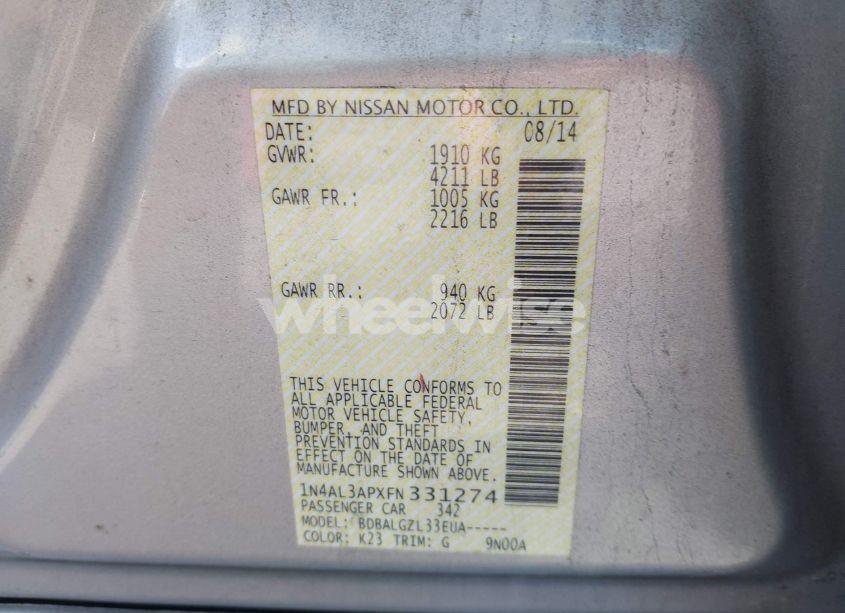 MFD BY NISSAN MOTOR CO., LTD.
DATE: 08/14
GVWR: 1910 KG
4211 LB
GAWR FR.: 1005 KG
2216 LB
GAWR RR.: 940 KG
2072 LB
wheelwise
THIS VEHICLE CONFORMS TO
ALL APPLICABLE FEDERAL
MOTOR VEHICLE SAFETY,
BUMPER, AND THEFT
PREVENTION STANDARDS IN
EFFECT ON THE DATE OF
MANUFACTURE SHOWN ABOVE.
1N4AL3APXFN331274
PASSENGER CAR 342
MODEL: BDBALGZL33EUA-----
COLOR: K23 TRIM: G 9N00A